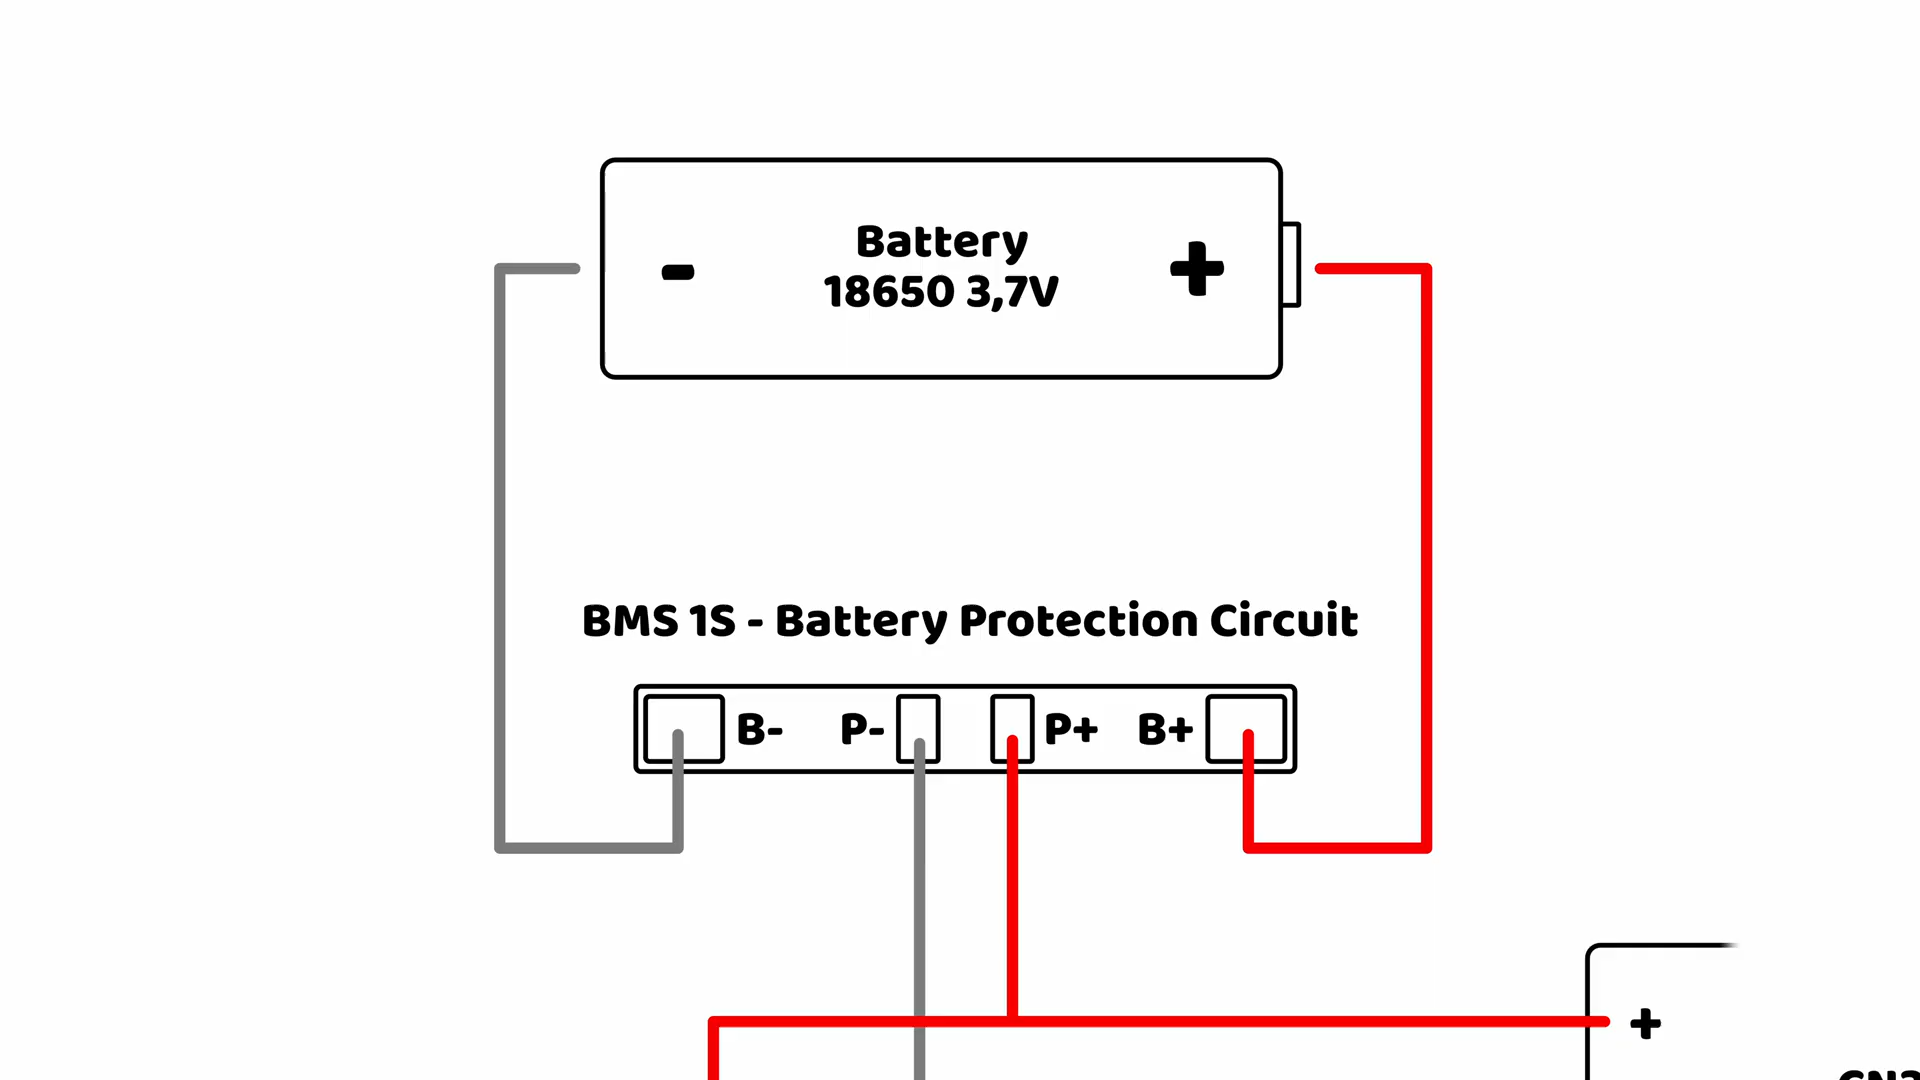 Battery
18650 3,7V
- +
BMS 1S - Battery Protection Circuit
B- P- P+ B+
+